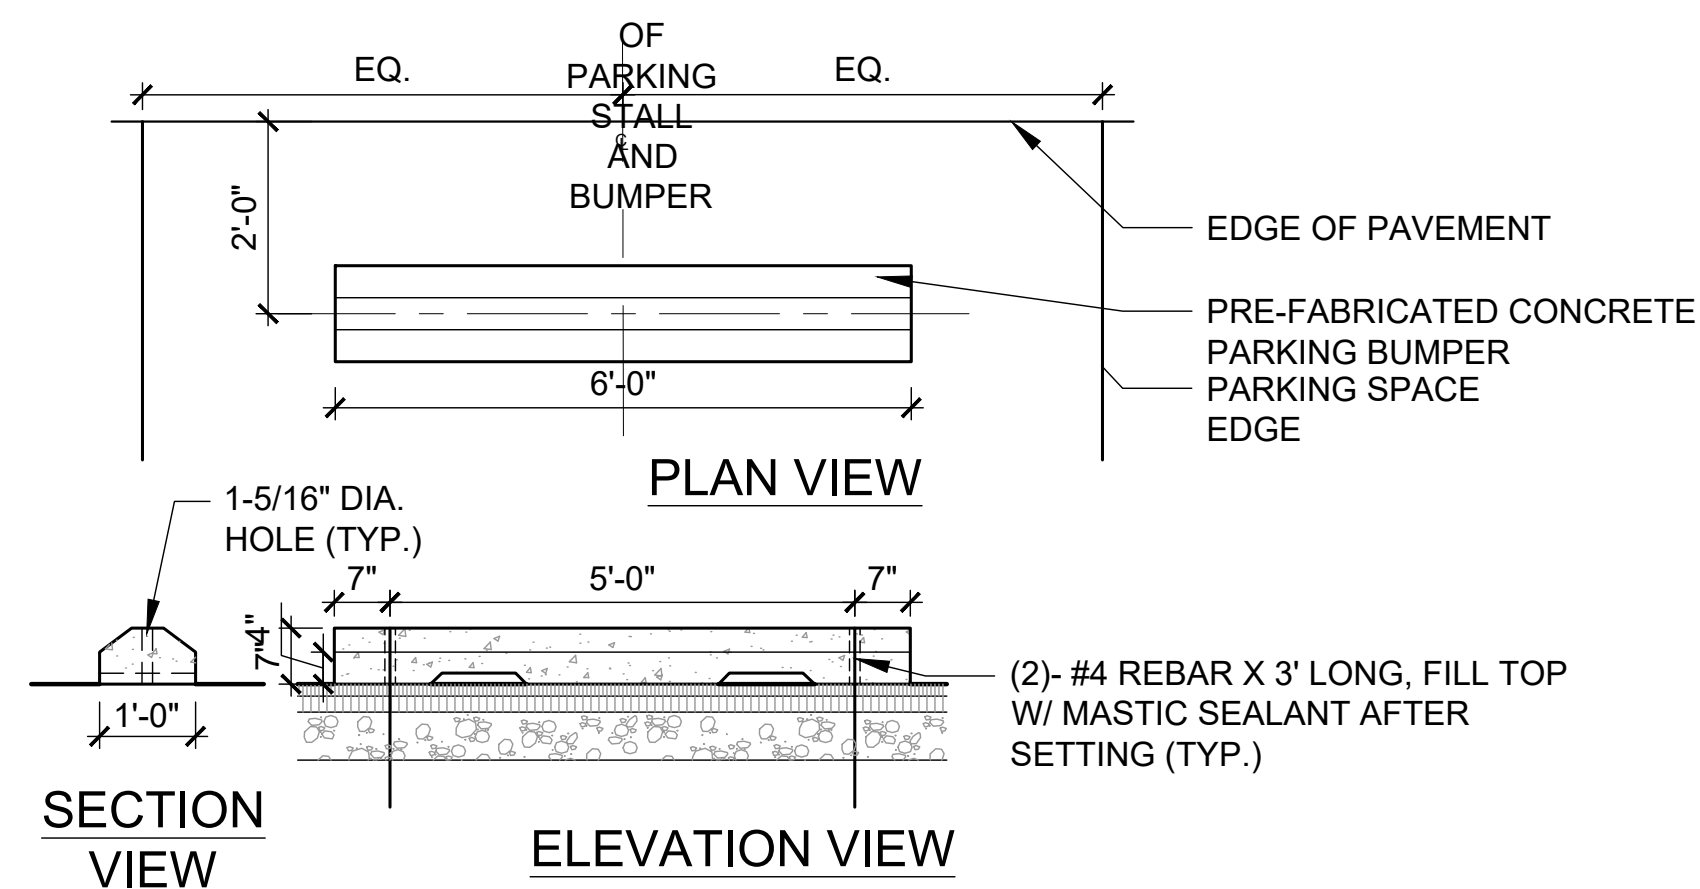 OF
EQ. PARKING EQ.
STALL
℄
AND
BUMPER
2'-0"
EDGE OF PAVEMENT
PRE-FABRICATED CONCRETE
PARKING BUMPER
PARKING SPACE
EDGE
6'-0"
PLAN VIEW
1-5/16" DIA.
HOLE (TYP.)
7" 5'-0" 7"
4"
7"
(2)- #4 REBAR X 3' LONG, FILL TOP
W/ MASTIC SEALANT AFTER
SETTING (TYP.)
1'-0"
SECTION
VIEW
ELEVATION VIEW